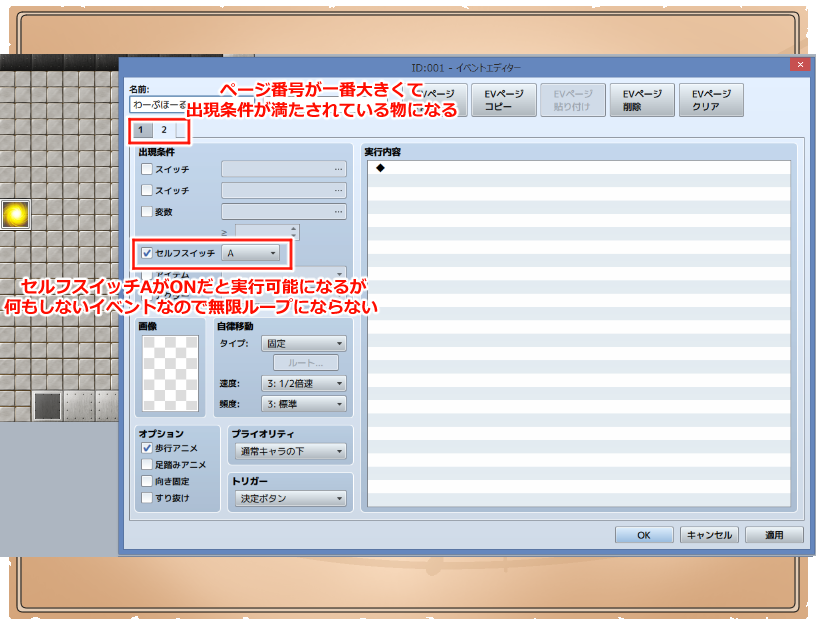 ID:001 - イベントエディター
名前:
わーぷほーる
ページ番号が一番大きくて
出現条件が満たされている物になる
EVページ
コピー
EVページ
貼り付け
EVページ
削除
EVページ
クリア
1 2
出現条件
スイッチ ...
スイッチ ...
変数 ...
≥
セルフスイッチ A
アイテム
セルフスイッチAがONだと実行可能になるが
何もしないイベントなので無限ループにならない
画像
自律移動
タイプ: 固定
ルート...
速度: 3: 1/2倍速
頻度: 3: 標準
オプション
歩行アニメ
足踏みアニメ
向き固定
すり抜け
プライオリティ
通常キャラの下
トリガー
決定ボタン
実行内容
◆
OK キャンセル 適用